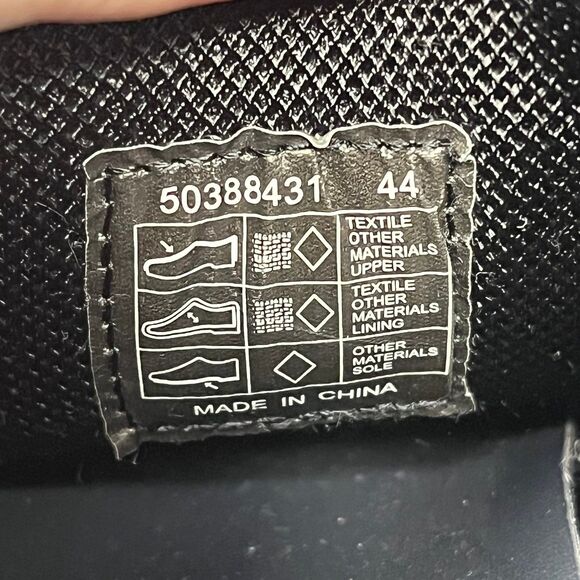 50388431 44
TEXTILE
OTHER
MATERIALS
UPPER
TEXTILE
OTHER
MATERIALS
LINING
OTHER
MATERIALS
SOLE
MADE IN CHINA